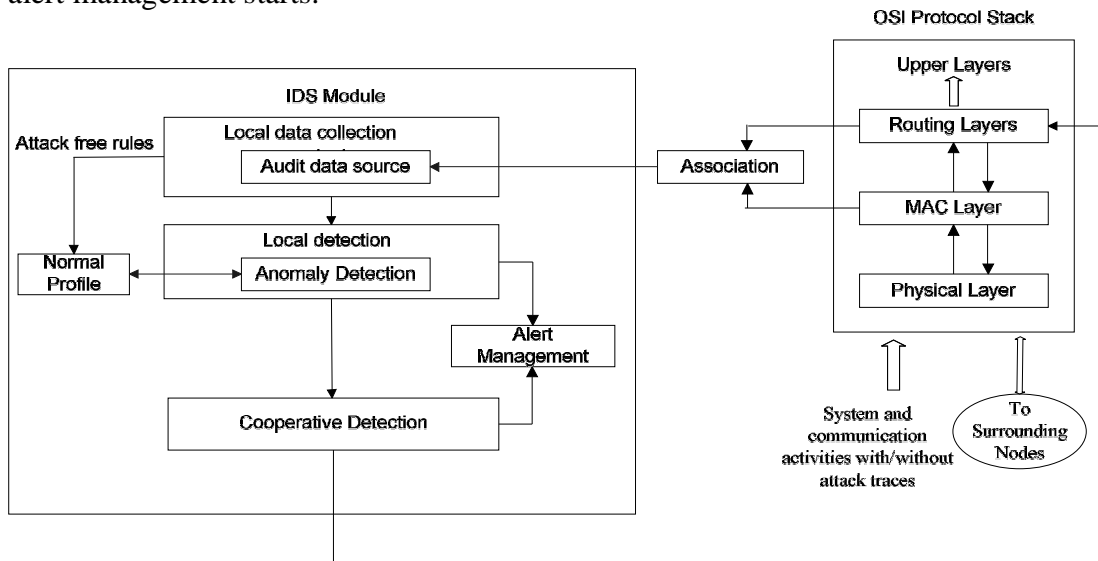 alert management starts.
OSI Protocol Stack
Upper Layers
Routing Layers
MAC Layer
Physical Layer
IDS Module
Local data collection
Attack free rules
Audit data source
Association
Local detection
Anomaly Detection
Normal
Profile
Alert
Management
Cooperative Detection
System and
communication
activities with/without
attack traces
To
Surrounding
Nodes